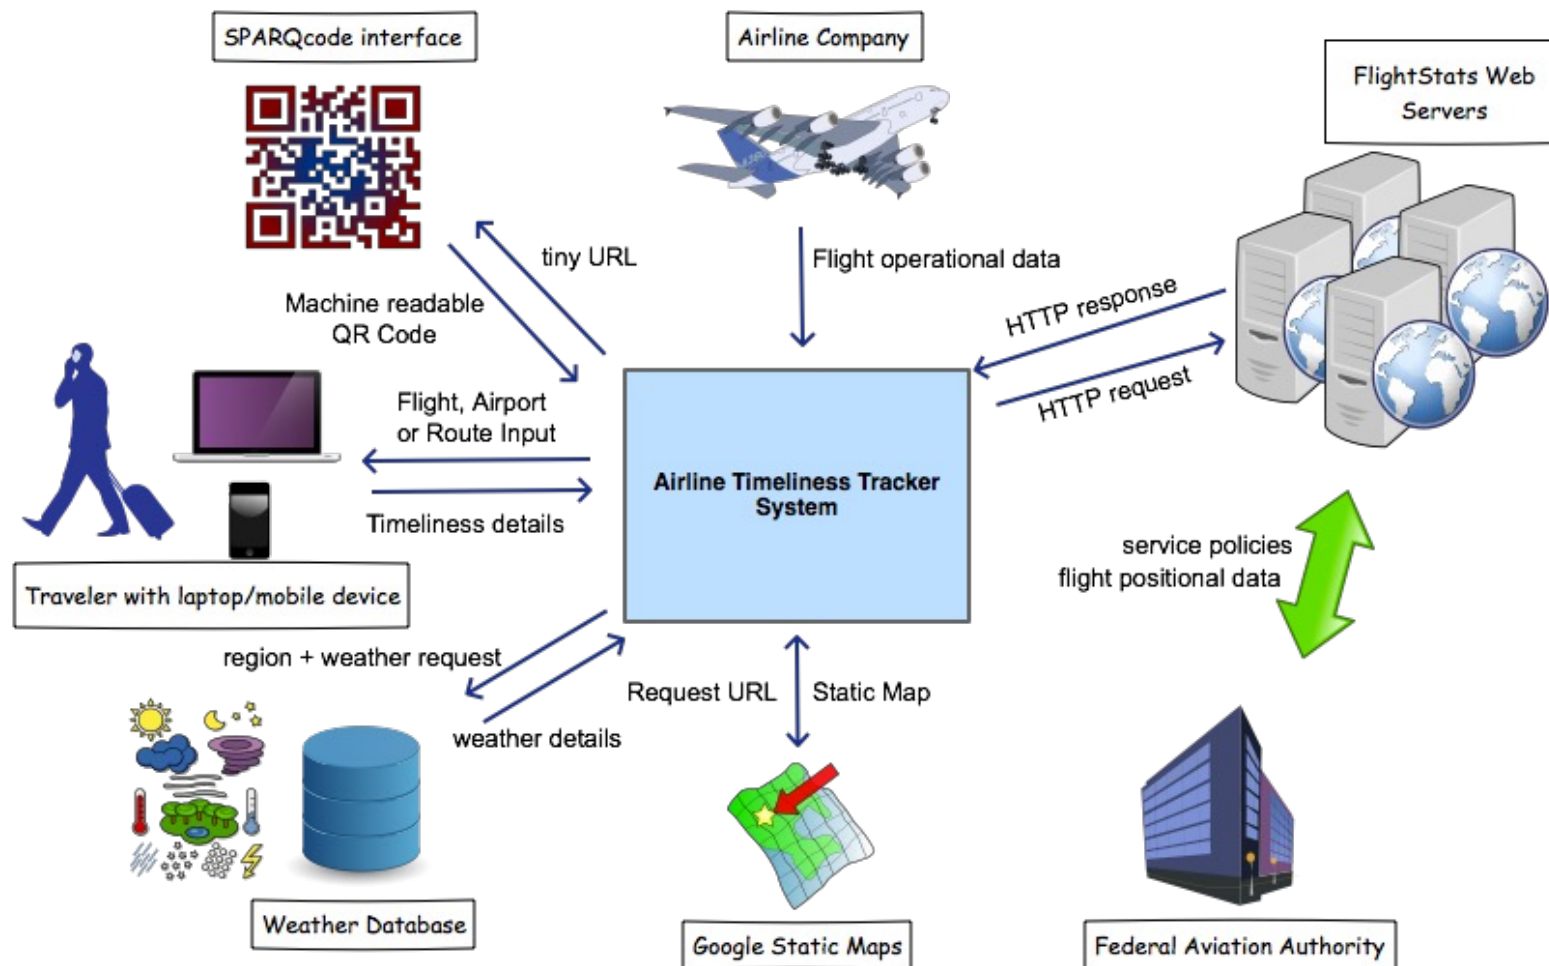 SPARQcode interface
Airline Company
FlightStats Web
Servers
tiny URL
Flight operational data
Machine readable
QR Code
HTTP response
HTTP request
Flight, Airport
or Route Input
Airline Timeliness Tracker
System
Timeliness details
service policies
flight positional data
Traveler with laptop/mobile device
region + weather request
Request URL
Static Map
weather details
Weather Database
Google Static Maps
Federal Aviation Authority